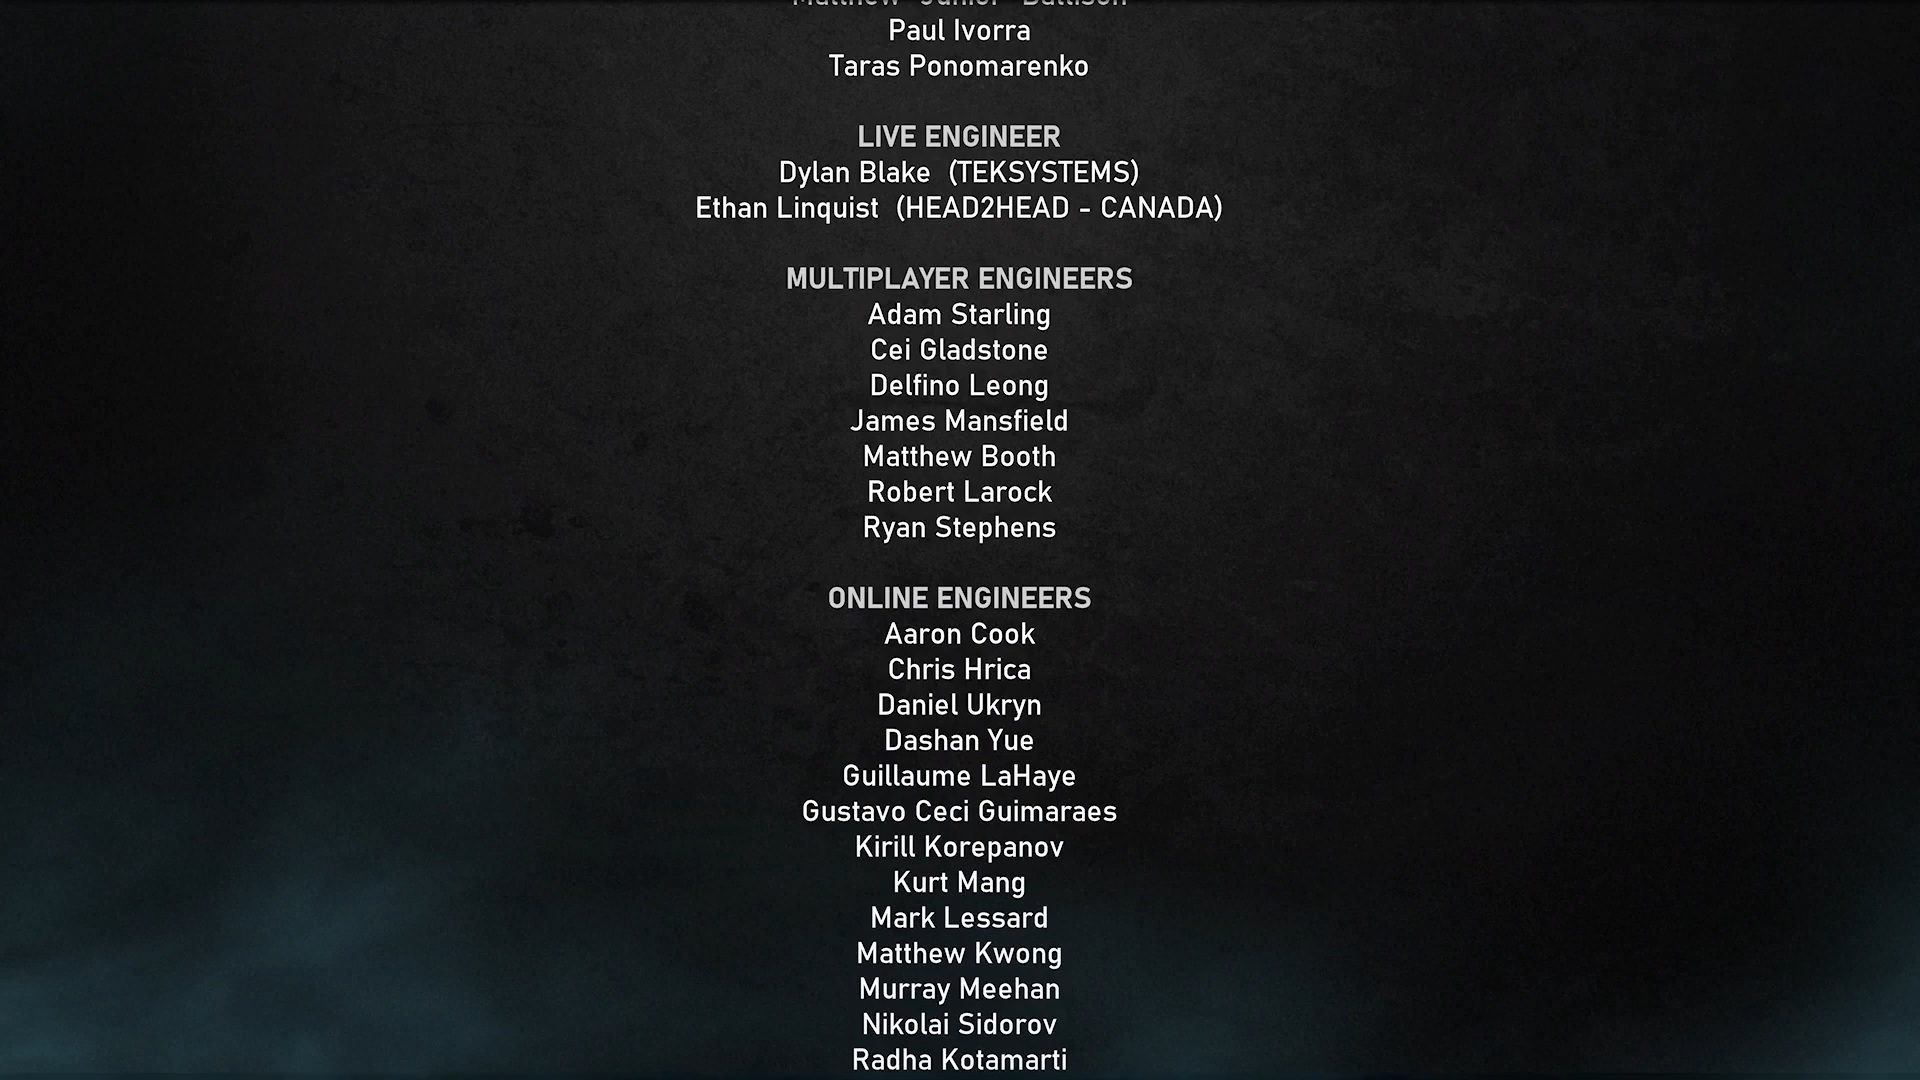 Matthew "Junior" Battison
Paul Ivorra
Taras Ponomarenko
LIVE ENGINEER
Dylan Blake (TEKSYSTEMS)
Ethan Linquist (HEAD2HEAD - CANADA)
MULTIPLAYER ENGINEERS
Adam Starling
Cei Gladstone
Delfino Leong
James Mansfield
Matthew Booth
Robert Larock
Ryan Stephens
ONLINE ENGINEERS
Aaron Cook
Chris Hrica
Daniel Ukryn
Dashan Yue
Guillaume LaHaye
Gustavo Ceci Guimaraes
Kirill Korepanov
Kurt Mang
Mark Lessard
Matthew Kwong
Murray Meehan
Nikolai Sidorov
Radha Kotamarti